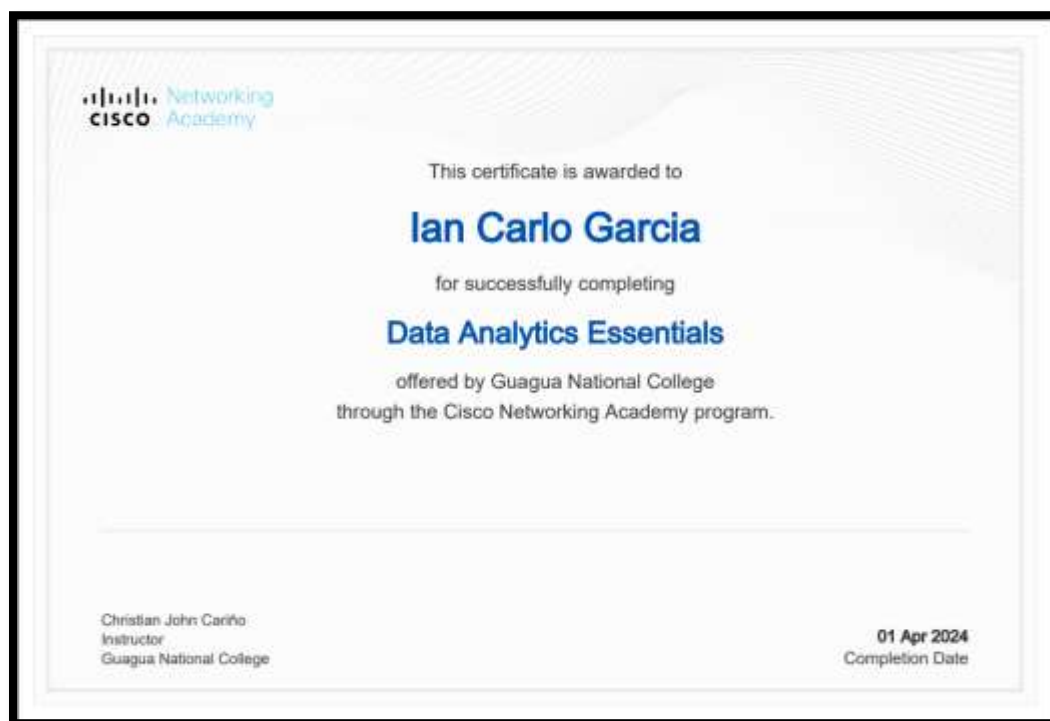 CISCO Networking
Academy
This certificate is awarded to
Ian Carlo Garcia
for successfully completing
Data Analytics Essentials
offered by Guagua National College
through the Cisco Networking Academy program.
Christian John Cariño
Instructor
Guagua National College
01 Apr 2024
Completion Date